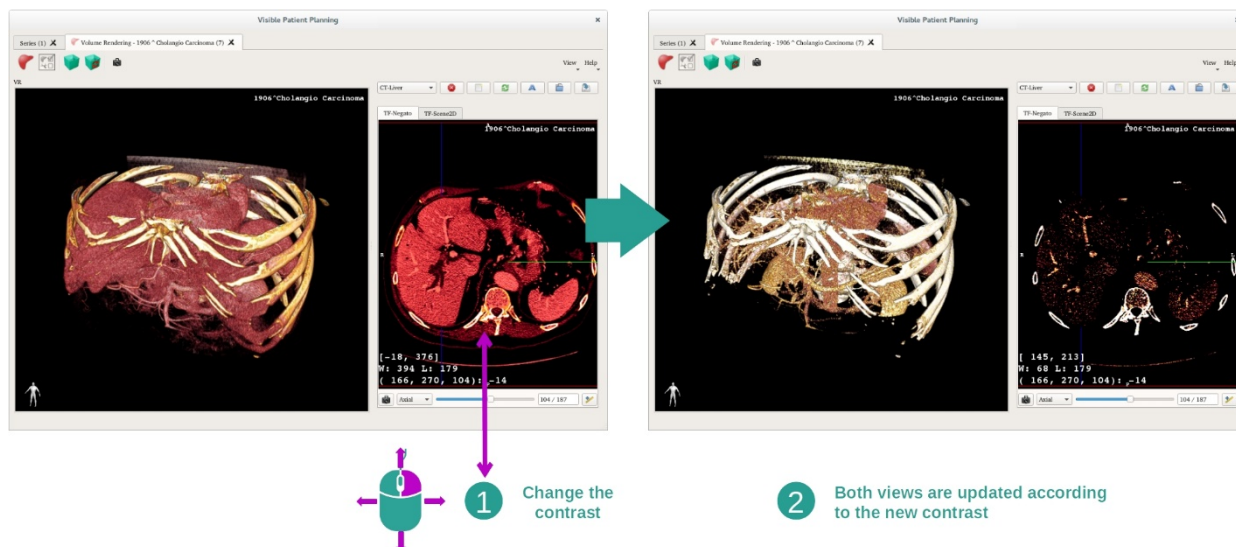 Visible Patient Planning
Series (1)
Volume Rendering - 1906 ^ Cholangio Carcinoma (7)
View Help
VR
1906^Cholangio Carcinoma
CT-Liver
TF-Negato TF-Scene2D
1906^Cholangio Carcinoma
R
L
[-18, 376]
W: 394 L: 179
( 166, 270, 104): -14
Axial
104 / 187
Visible Patient Planning
Series (1)
Volume Rendering - 1906 ^ Cholangio Carcinoma (7)
View Help
VR
1906^Cholangio Carcinoma
CT-Liver
TF-Negato TF-Scene2D
1906^Cholangio Carcinoma
R
L
[ 145, 213]
W: 68 L: 179
( 166, 270, 104): -14
Axial
104 / 187
1
Change the
contrast
2
Both views are updated according
to the new contrast